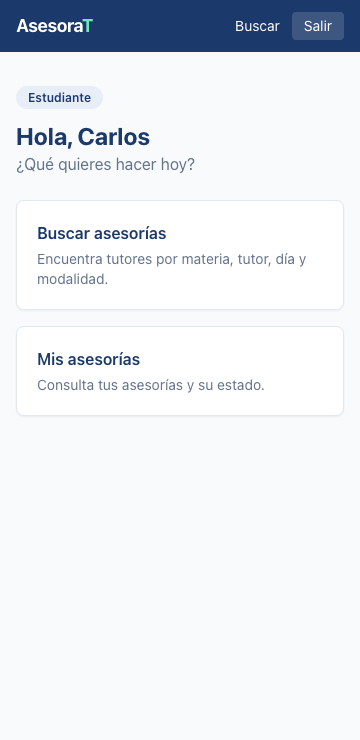 AsesoraT
Buscar
Salir
Estudiante
Hola, Carlos
¿Qué quieres hacer hoy?
Buscar asesorías
Encuentra tutores por materia, tutor, día y
modalidad.
Mis asesorías
Consulta tus asesorías y su estado.